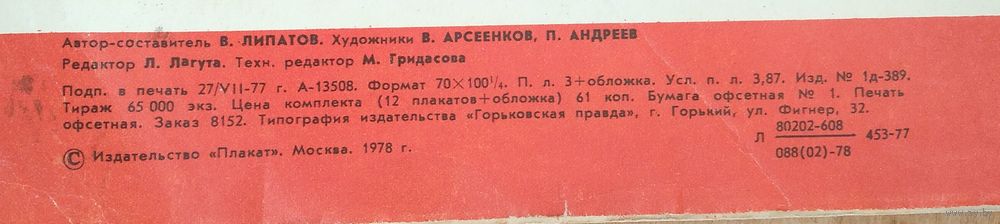 Автор-составитель В. ЛИПАТОВ. Художники В. АРСЕЕНКОВ, П. АНДРЕЕВ
Редактор Л. Лагута. Техн. редактор М. Гридасова
Подп. в печать 27/VII-77 г. А-13508. Формат 70×100¹/₄. П. л. 3+обложка. Усл. п. л. 3,87. Изд. № 1д-389.
Тираж 65 000 экз. Цена комплекта (12 плакатов+обложка) 61 коп. Бумага офсетная № 1. Печать
офсетная. Заказ 8152. Типография издательства «Горьковская правда», г. Горький, ул. Фигнер, 32.
Л 80202-608 453-77
088(02)-78
© Издательство «Плакат». Москва. 1978 г.